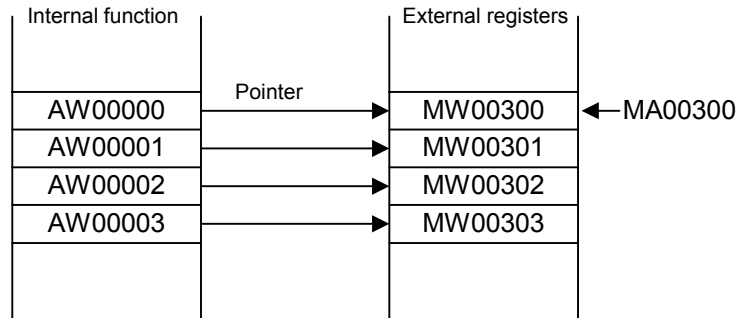 Internal function External registers
Pointer
AW00000 MW00300 MA00300
AW00001 MW00301
AW00002 MW00302
AW00003 MW00303